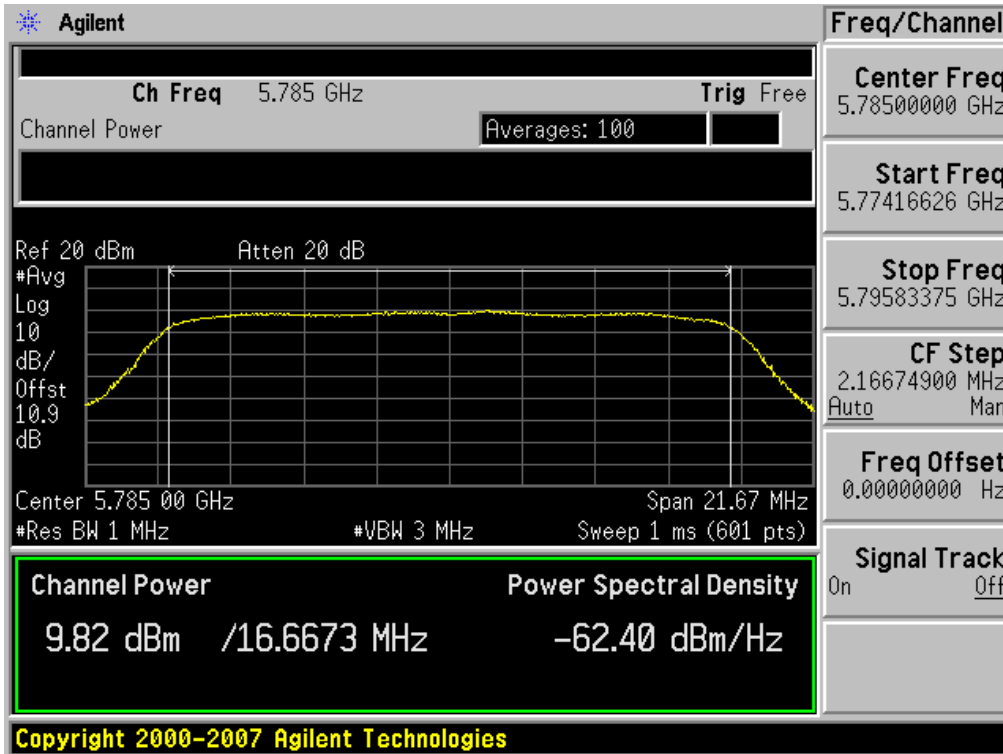 Agilent
Freq/Channel
Ch Freq 5.785 GHz Trig Free
Channel Power Averages: 100
Center Freq
5.78500000 GHz
Start Freq
5.77416626 GHz
Stop Freq
5.79583375 GHz
CF Step
2.16674900 MHz
Auto Man
Freq Offset
0.00000000 Hz
Signal Track
On Off
Ref 20 dBm Atten 20 dB
#Avg
Log
10
dB/
Offst
10.9
dB
Center 5.785 00 GHz Span 21.67 MHz
#Res BW 1 MHz #VBW 3 MHz Sweep 1 ms (601 pts)
Channel Power Power Spectral Density
9.82 dBm /16.6673 MHz -62.40 dBm/Hz
Copyright 2000-2007 Agilent Technologies